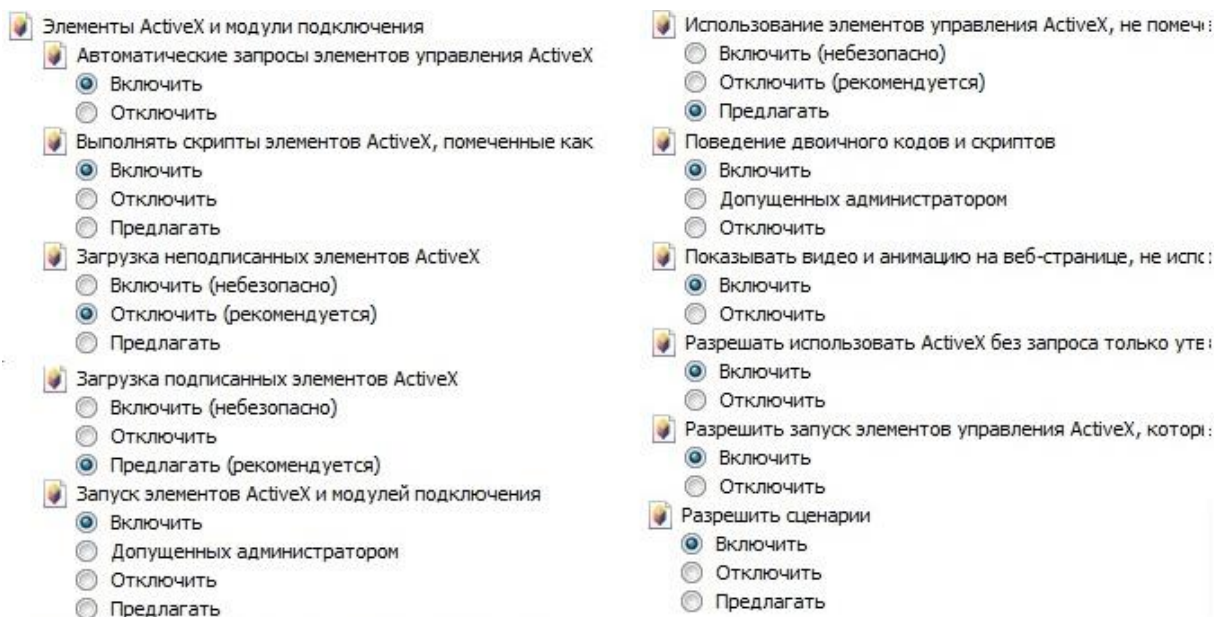 Элементы ActiveX и модули подключения
Автоматические запросы элементов управления ActiveX
Включить
Отключить
Выполнять скрипты элементов ActiveX, помеченные как
Включить
Отключить
Предлагать
Загрузка неподписанных элементов ActiveX
Включить (небезопасно)
Отключить (рекомендуется)
Предлагать
Загрузка подписанных элементов ActiveX
Включить (небезопасно)
Отключить
Предлагать (рекомендуется)
Запуск элементов ActiveX и модулей подключения
Включить
Допущенных администратором
Отключить
Предлагать
Использование элементов управления ActiveX, не
Включить (небезопасно)
Отключить (рекомендуется)
Предлагать
Поведение двоичного кодов и скриптов
Включить
Допущенных администратором
Отключить
Показывать видео и анимацию на веб-странице, не
Включить
Отключить
Разрешать использовать ActiveX без запроса только
Включить
Отключить
Разрешить запуск элементов управления ActiveX,
Включить
Отключить
Разрешить сценарии
Включить
Отключить
Предлагать